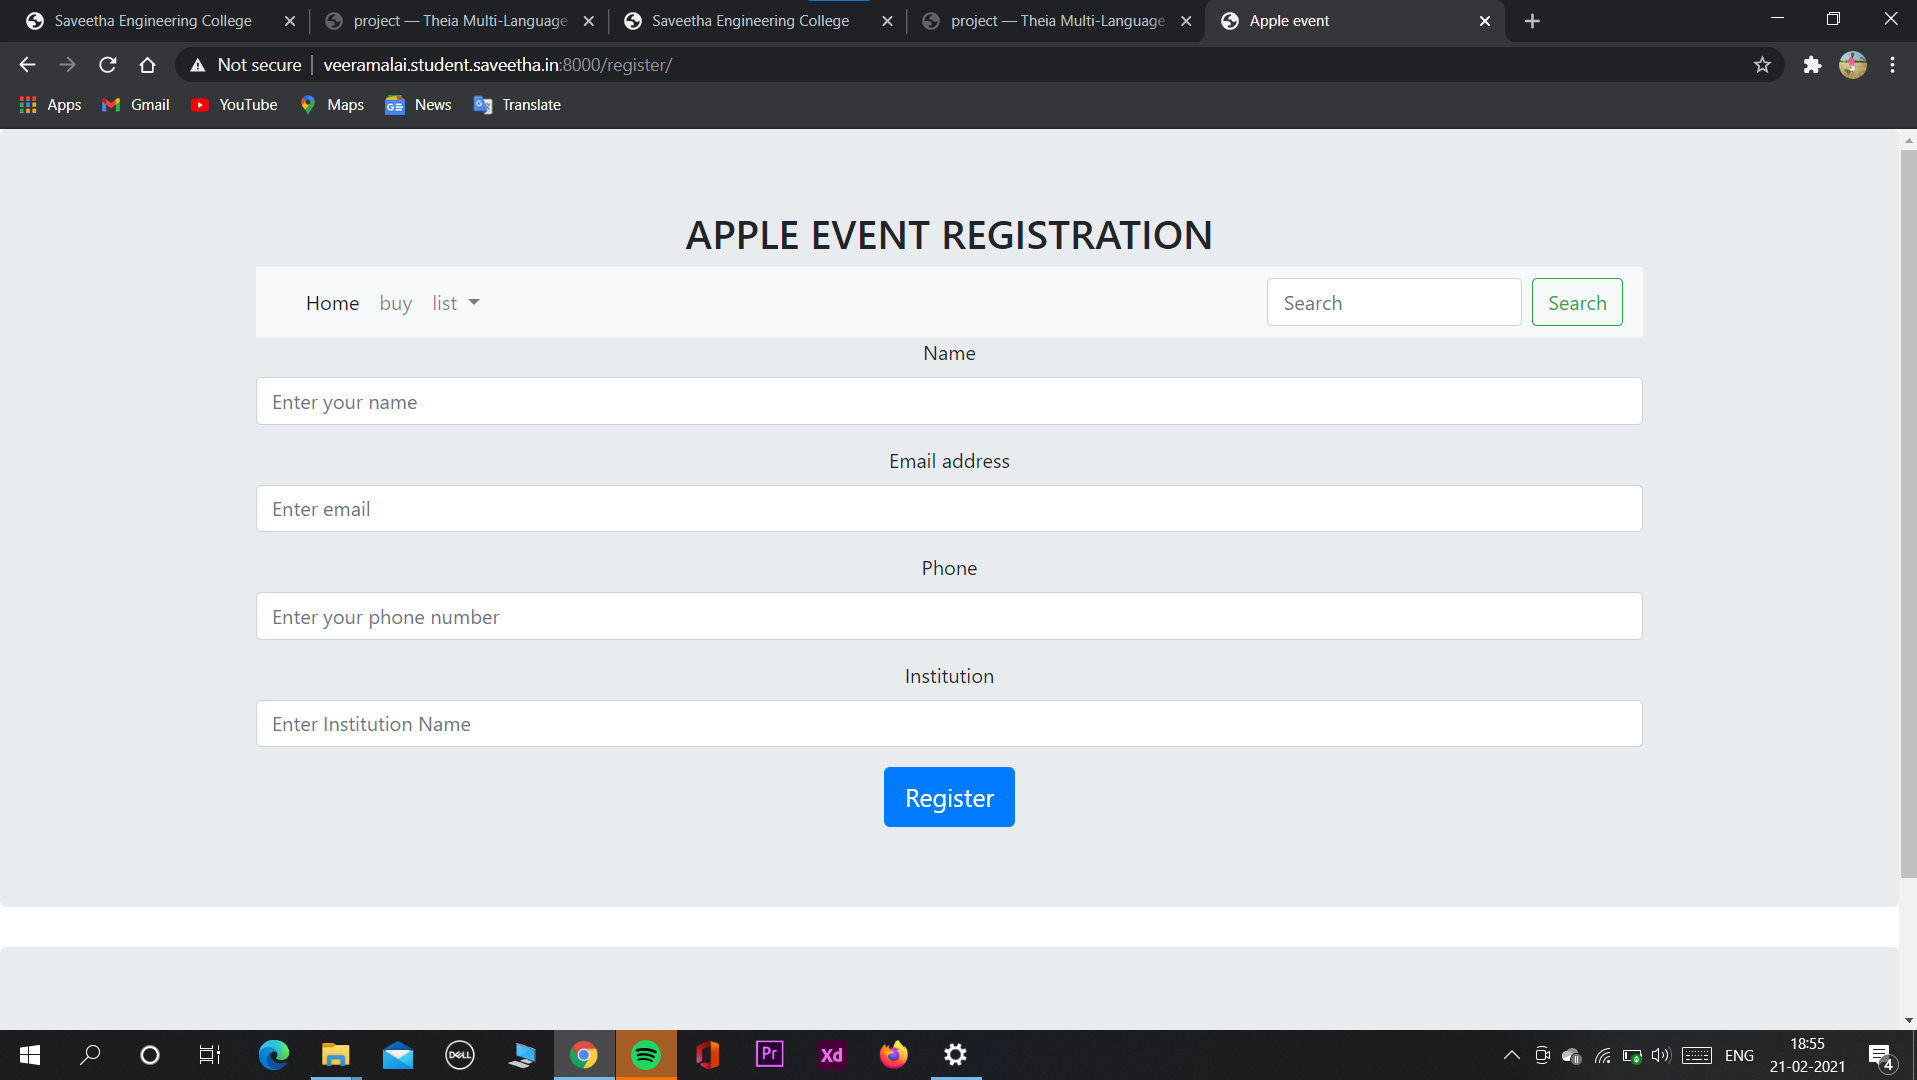 Saveetha Engineering College
project — Theia Multi-Language
Saveetha Engineering College
project — Theia Multi-Language
Apple event
Not secure
veeramalai.student.saveetha.in:8000/register/
Apps
Gmail
YouTube
Maps
News
Translate
APPLE EVENT REGISTRATION
Home
buy
list
Search
Search
Name
Enter your name
Email address
Enter email
Phone
Enter your phone number
Institution
Enter Institution Name
Register
DELL
Pr
Xd
ENG
18:55
21-02-2021
4